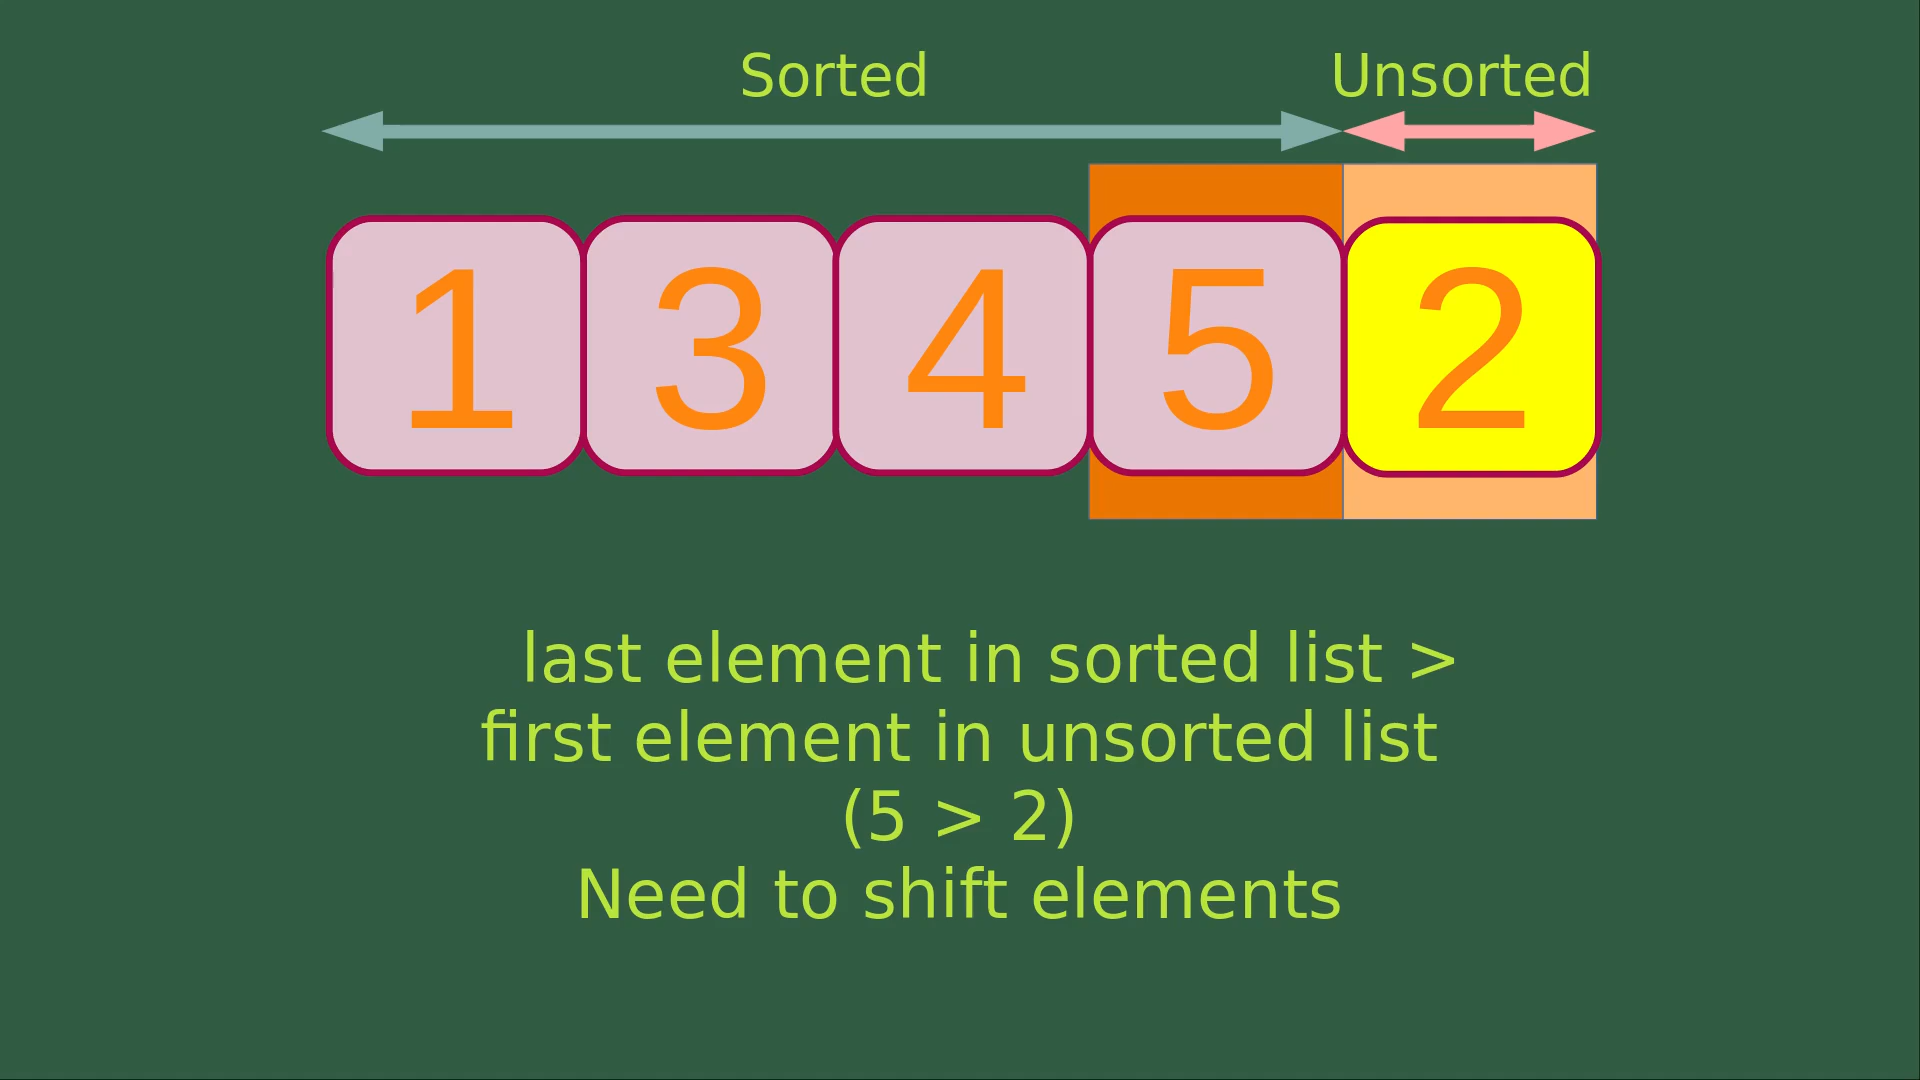 Sorted Unsorted
1 3 4 5 2
last element in sorted list >
first element in unsorted list
(5 > 2)
Need to shift elements